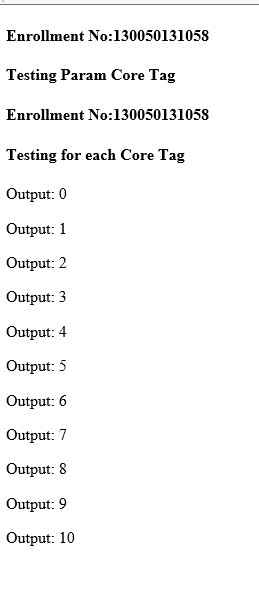 Enrollment No:130050131058
Testing Param Core Tag
Enrollment No:130050131058
Testing for each Core Tag
Output: 0
Output: 1
Output: 2
Output: 3
Output: 4
Output: 5
Output: 6
Output: 7
Output: 8
Output: 9
Output: 10